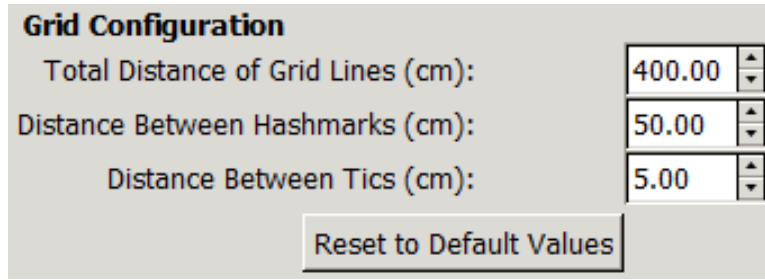 Grid Configuration
Total Distance of Grid Lines (cm): 400.00
Distance Between Hashmarks (cm): 50.00
Distance Between Tics (cm): 5.00
Reset to Default Values